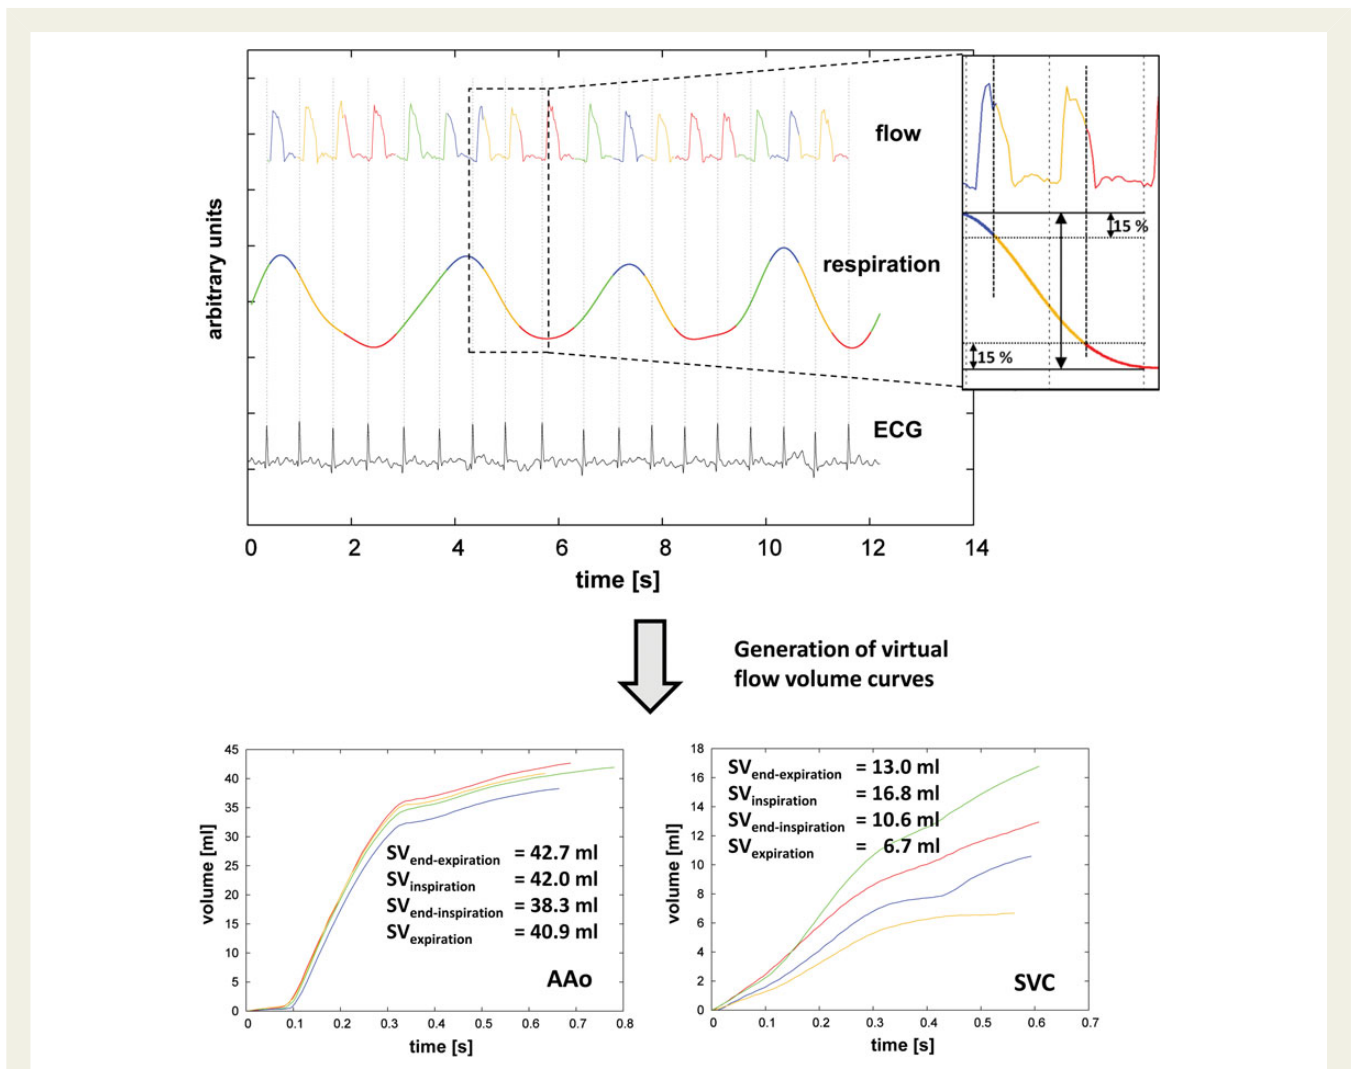 flow
15 %
arbitrary units
respiration
15 %
ECG
0 2 4 6 8 10 12 14
time [s]
Generation of virtual
flow volume curves
45
40
35
30
25
20
15
10
5
0
volume [ml]
SVend-expiration = 42.7 ml
SVinspiration = 42.0 ml
SVend-inspiration = 38.3 ml
SVexpiration = 40.9 ml
AAo
0 0.1 0.2 0.3 0.4 0.5 0.6 0.7 0.8
time [s]
18
16
14
12
10
8
6
4
2
0
volume [ml]
SVend-expiration = 13.0 ml
SVinspiration = 16.8 ml
SVend-inspiration = 10.6 ml
SVexpiration = 6.7 ml
SVC
0 0.1 0.2 0.3 0.4 0.5 0.6 0.7
time [s]